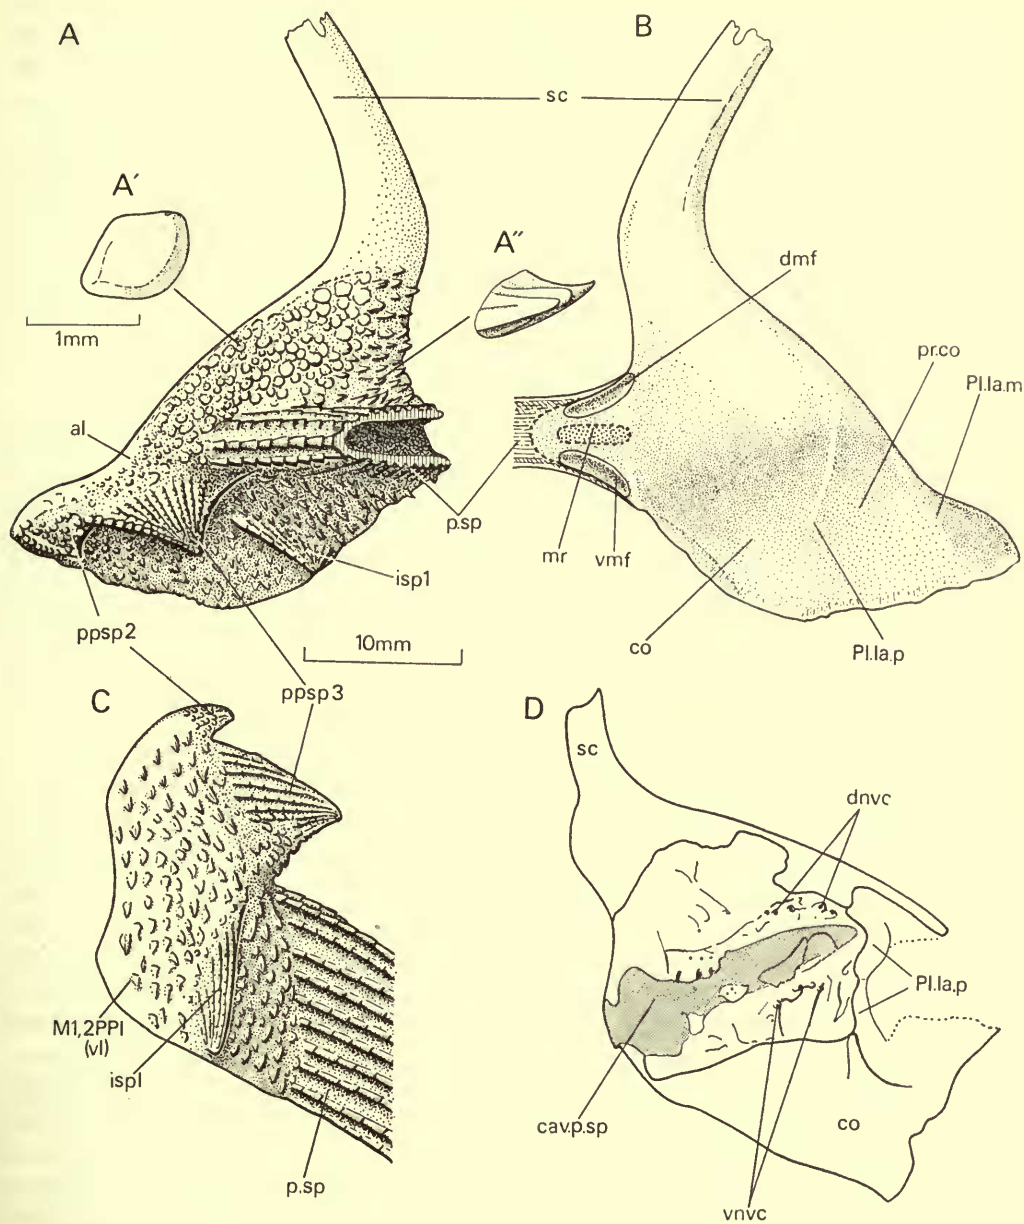 A
B
sc
A′
A″
dmf
1mm
pr.co
Pl.la.m
al
p.sp
mr
vmf
isp1
ppsp2
co
Pl.la.p
10mm
ppsp3
C
D
sc
dnvc
Pl.la.p
M1,2PPl
(vl)
ispl
cav.p.sp
co
p.sp
vnvc